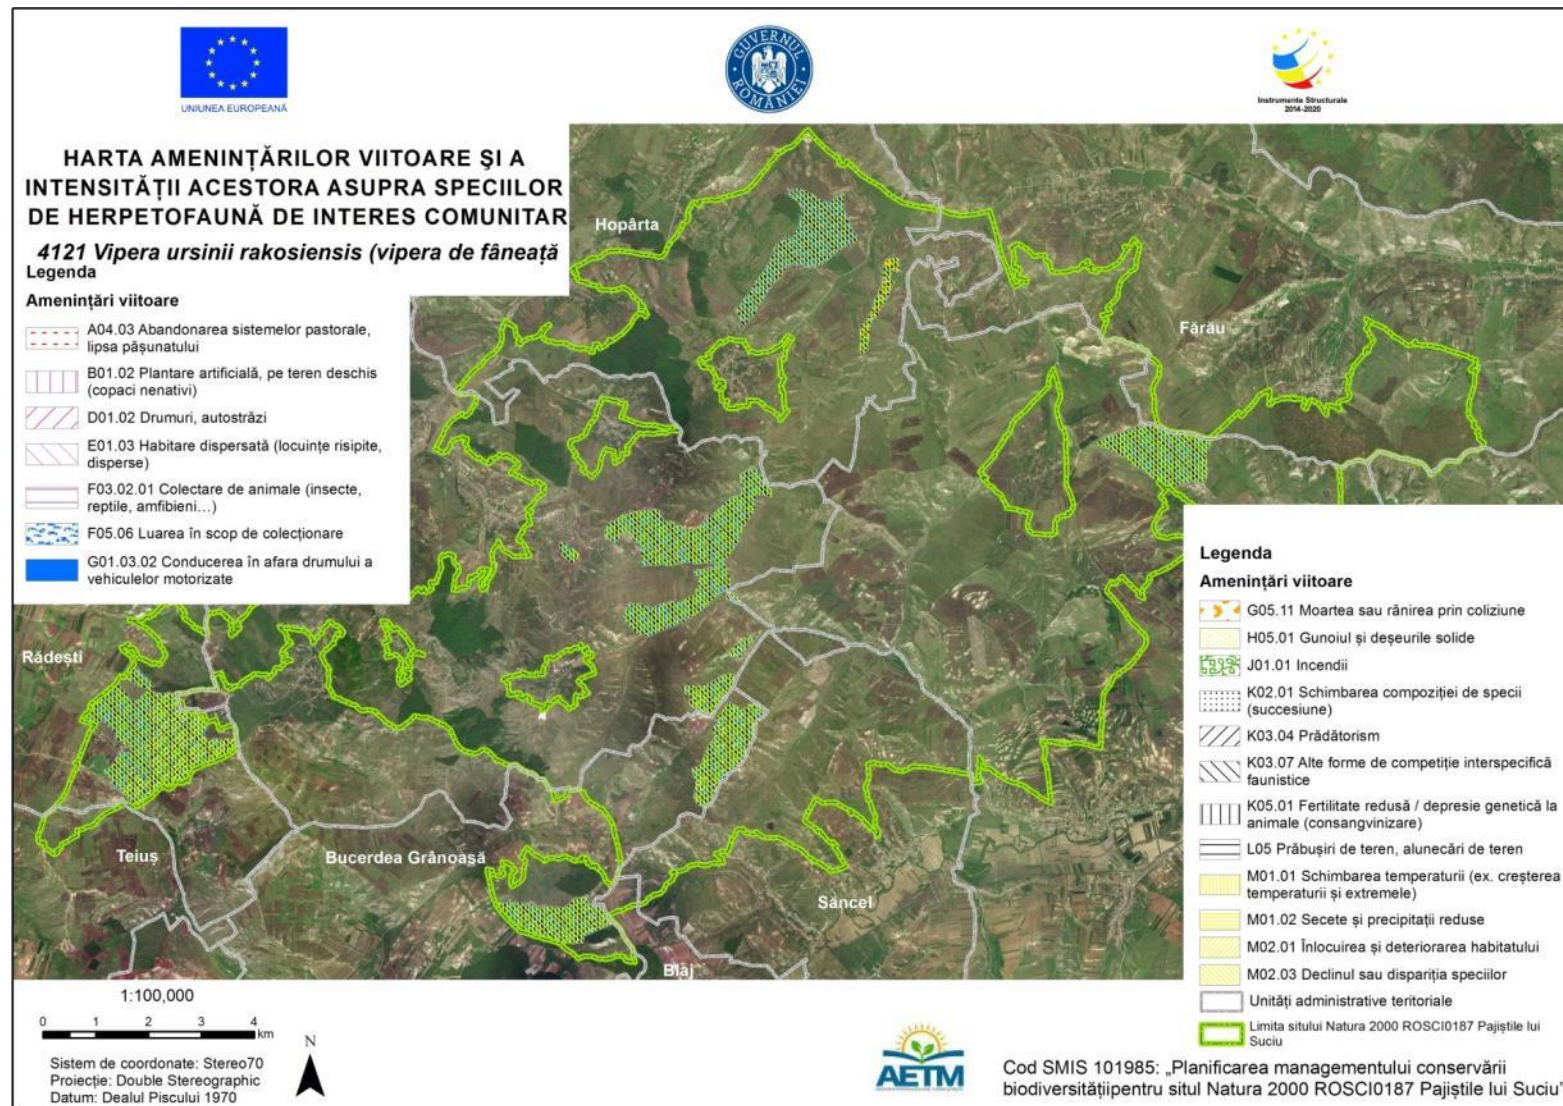 UNIUNEA EUROPEANĂ
GUVERNUL ROMÂNIEI
Instrumente Structurale
2014-2020
HARTA AMENINȚĂRILOR VIITOARE ŞI A
INTENSITĂȚII ACESTORA ASUPRA SPECIILOR
DE HERPETOFAUNĂ DE INTERES COMUNITAR
4121 Vipera ursinii rakosiensis (vipera de fâneață
Legenda
Amenințări viitoare
A04.03 Abandonarea sistemelor pastorale,
lipsa pășunatului
B01.02 Plantare artificială, pe teren deschis
(copaci nenativi)
D01.02 Drumuri, autostrăzi
E01.03 Habitare dispersată (locuințe risipite,
disperse)
F03.02.01 Colectare de animale (insecte,
reptile, amfibieni...)
F05.06 Luarea în scop de colecționare
G01.03.02 Conducerea în afara drumului a
vehiculelor motorizate
Hopârta
Fărău
Rădești
Teiuș
Bucerdea Grânoașă
Sâncel
Blaj
Legenda
Amenințări viitoare
G05.11 Moartea sau rănirea prin coliziune
H05.01 Gunoiul și deșeurile solide
J01.01 Incendii
K02.01 Schimbarea compoziției de specii
(succesiune)
K03.04 Prădătorism
K03.07 Alte forme de competiție interspecifică
faunistice
K05.01 Fertilitate redusă / depresie genetică la
animale (consangvinizare)
L05 Prăbușiri de teren, alunecări de teren
M01.01 Schimbarea temperaturii (ex. creșterea
temperaturii și extremele)
M01.02 Secete și precipitații reduse
M02.01 Înlocuirea și deteriorarea habitatului
M02.03 Declinul sau dispariția speciilor
Unități administrative teritoriale
Limita sitului Natura 2000 ROSCI0187 Pajiștile lui
Suciu
1:100,000
0 1 2 3 4
km
N
Sistem de coordonate: Stereo70
Proiecție: Double Stereographic
Datum: Dealul Piscului 1970
AETM
Cod SMIS 101985: „Planificarea managementului conservării
biodiversitățiipentru situl Natura 2000 ROSCI0187 Pajiștile lui Suciu"